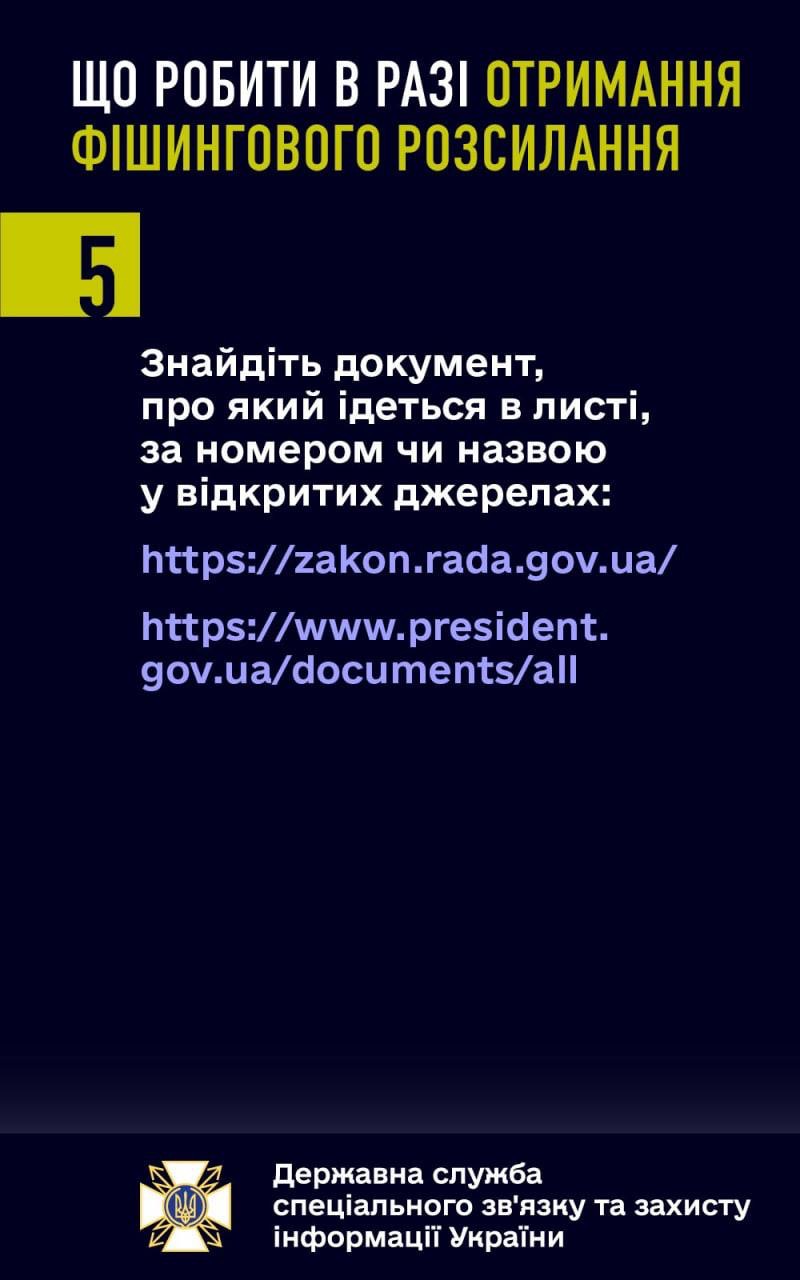 ЩО РОБИТИ В РАЗІ ОТРИМАННЯ
ФІШИНГОВОГО РОЗСИЛАННЯ
5
Знайдіть документ,
про який ідеться в листі,
за номером чи назвою
у відкритих джерелах:
https://zakon.rada.gov.ua/
https://www.president.
gov.ua/documents/all
Державна служба
спеціального зв'язку та захисту
інформації України